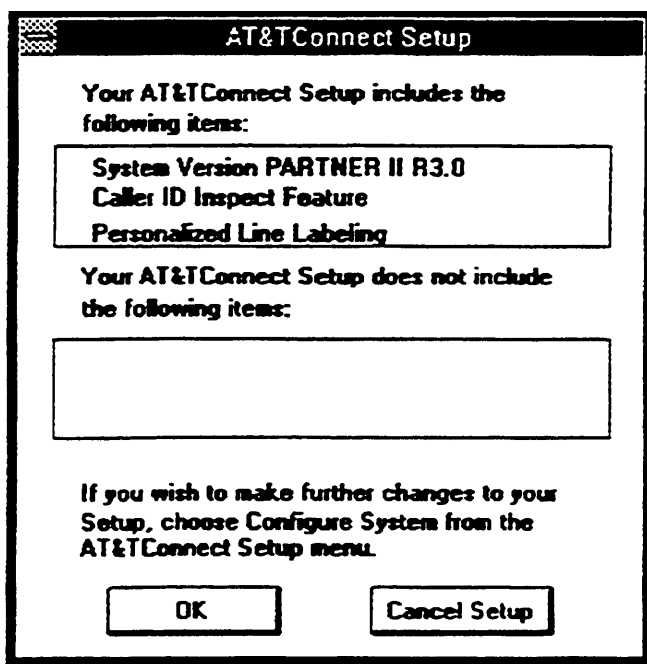 AT&TConnect Setup
Your AT&TConnect Setup includes the
following items:
System Version PARTNER II R3.0
Caller ID Inspect Feature
Personalized Line Labeling
Your AT&TConnect Setup does not include
the following items:
If you wish to make further changes to your
Setup, choose Configure System from the
AT&TConnect Setup menu.
OK
Cancel Setup